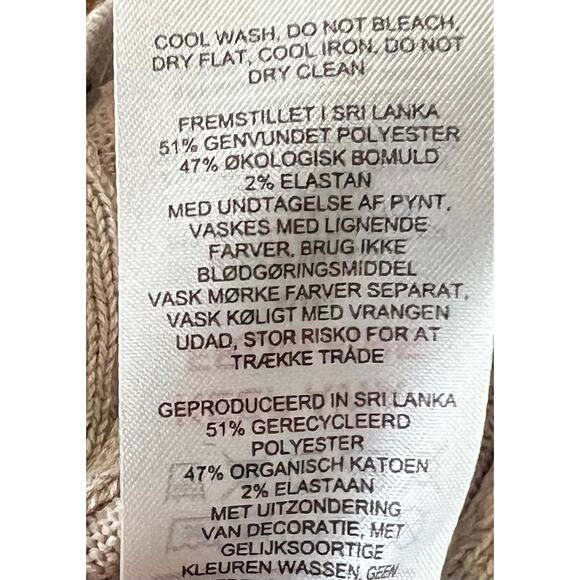 COOL WASH, DO NOT BLEACH,
DRY FLAT, COOL IRON, DO NOT
DRY CLEAN
FREMSTILLET I SRI LANKA
51% GENVUNDET POLYESTER
47% ØKOLOGISK BOMULD
2% ELASTAN
MED UNDTAGELSE AF PYNT,
VASKES MED LIGNENDE
FARVER, BRUG IKKE
BLØDGØRINGSMIDDEL
VASK MØRKE FARVER SEPARAT,
VASK KØLIGT MED VRANGEN
UDAD, STOR RISKO FOR AT
TRÆKKE TRÅDE
GEPRODUCEERD IN SRI LANKA
51% GERECYCLEERD
POLYESTER
47% ORGANISCH KATOEN
2% ELASTAAN
MET UITZONDERING
VAN DECORATIE, MET
GELIJKSOORTIGE
KLEUREN WASSEN, GEEN